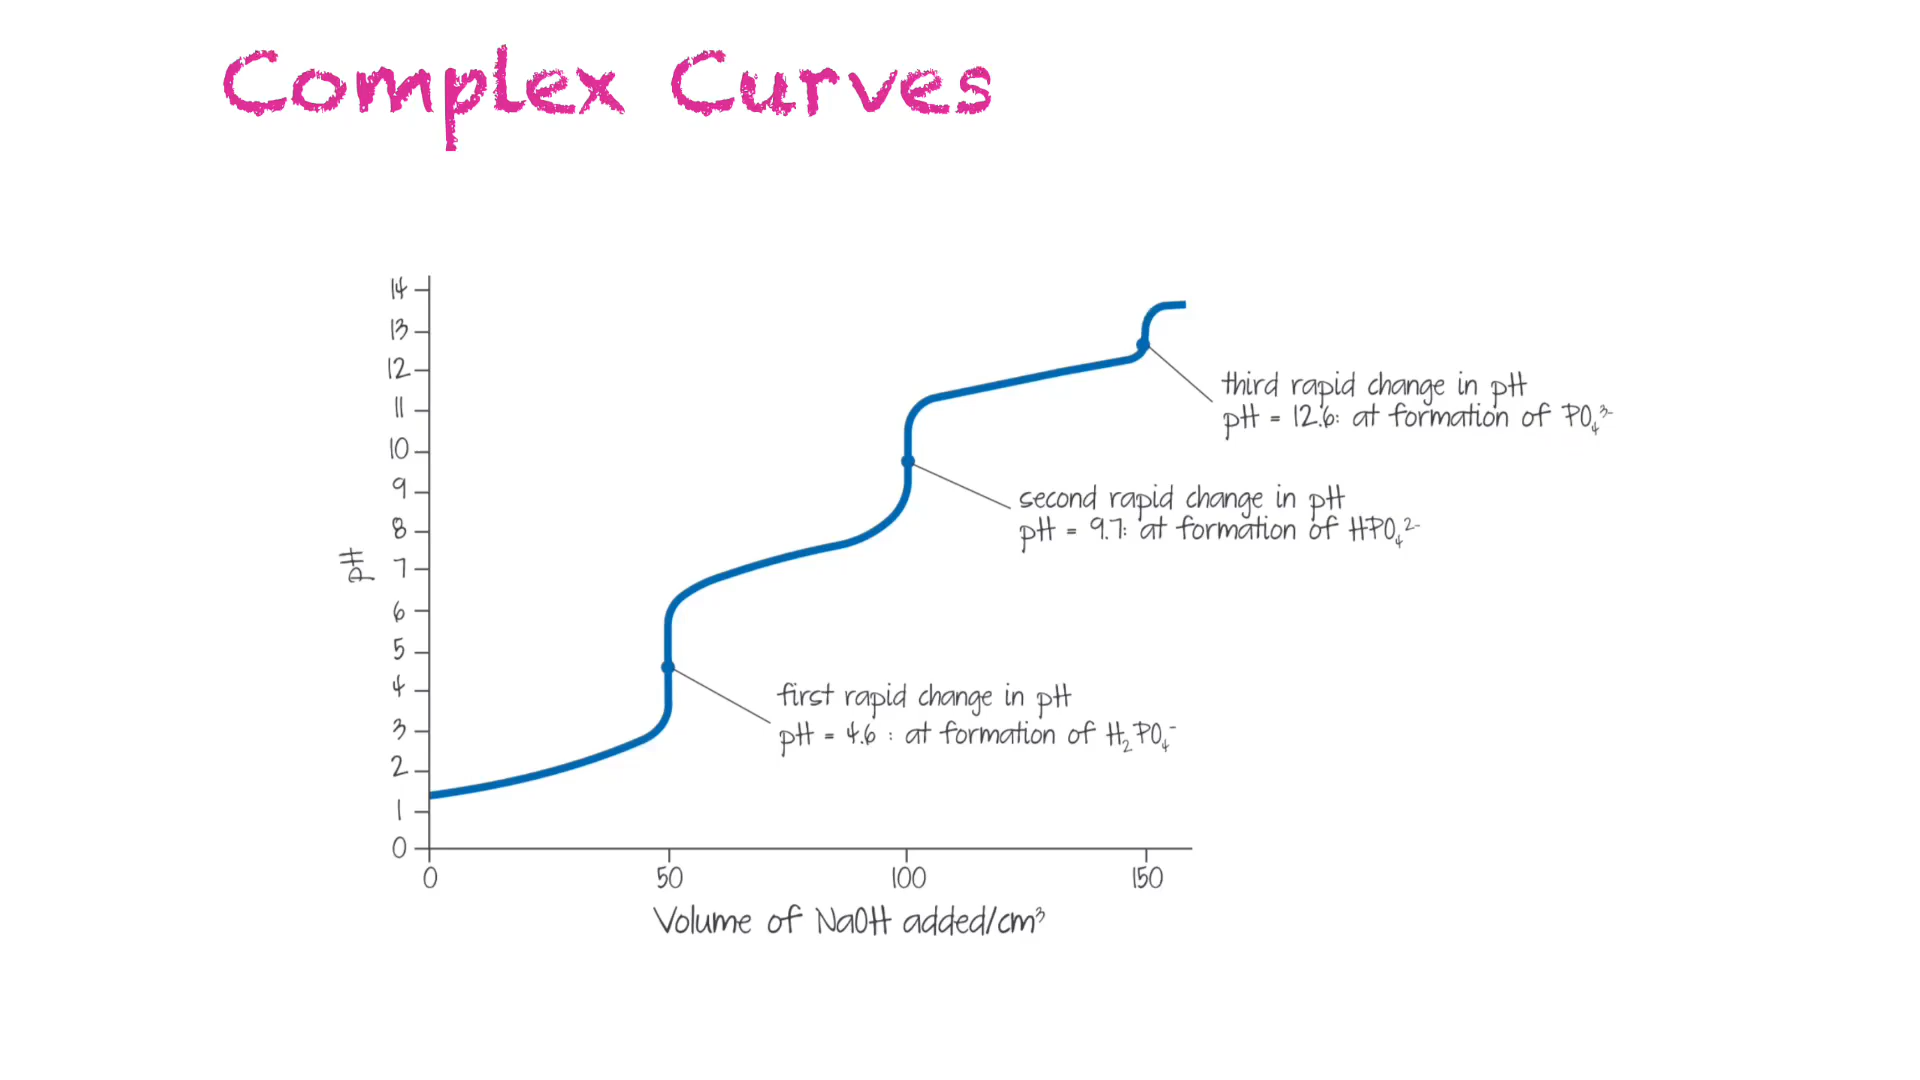 Complex Curves
14
13
12
11
10
9
8
7
6
5
4
3
2
1
0
pH
third rapid change in pH
pH = 12.6: at formation of PO₄³⁻
second rapid change in pH
pH = 9.7: at formation of HPO₄²⁻
first rapid change in pH
pH = 4.6 : at formation of H₂PO₄⁻
0 50 100 150
Volume of NaOH added/cm³